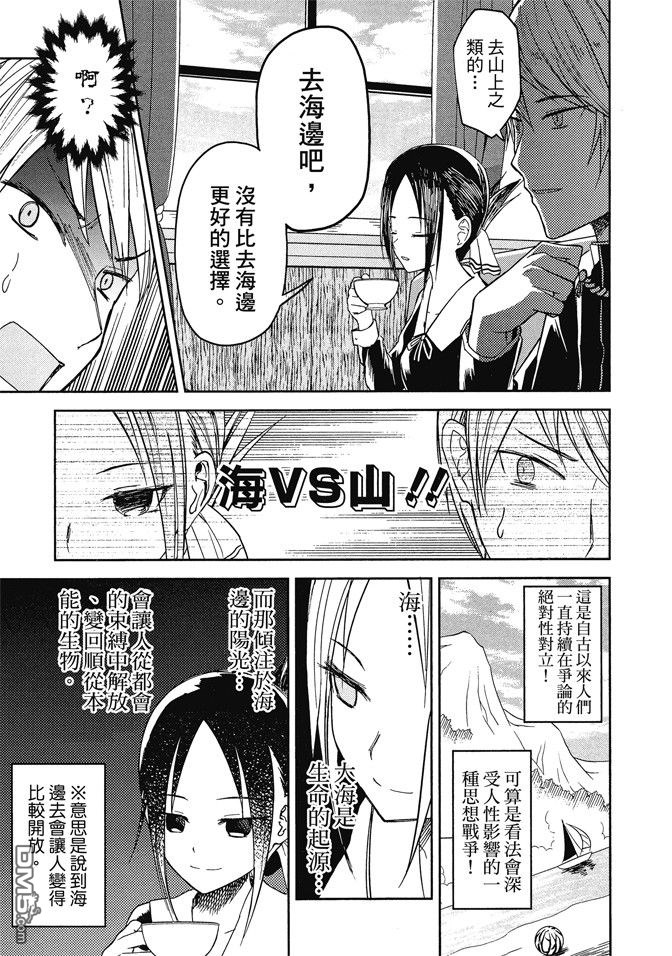 去山上之
類的…
去海邊吧，
沒有比去海邊
更好的選擇。
啊？
海VS山!!
這是自古以來人們
一直持續在爭論的
絕對性對立！
可算是看法會深
受人性影響的一
種思想戰爭！
海……
大海是
生命的起源…
而那傾注於海
邊的陽光…
會讓人從都會
的束縛中解放
、變回順從本
能的生物。
※意思是說到海
邊去會讓人變得
比較開放。
DM5
.com